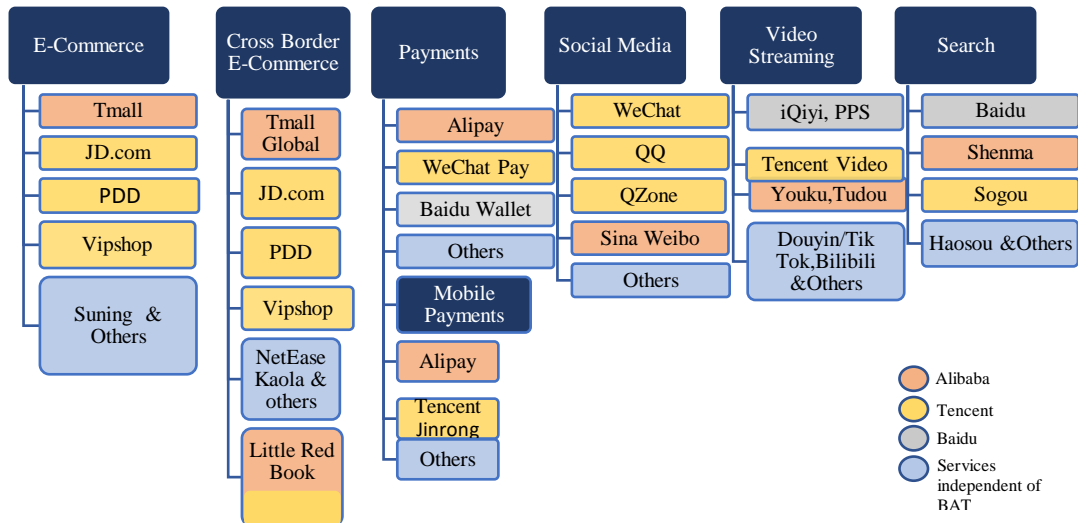 E-Commerce
Tmall
JD.com
PDD
Vipshop
Suning &
Others
Cross Border
E-Commerce
Tmall
Global
JD.com
PDD
Vipshop
NetEase
Kaola &
others
Little Red
Book
Payments
Alipay
WeChat Pay
Baidu Wallet
Others
Mobile
Payments
Alipay
Tencent
Jinrong
Others
Social Media
WeChat
QQ
QZone
Sina Weibo
Others
Video
Streaming
iQiyi, PPS
Tencent Video
Youku,Tudou
Douyin/Tik
Tok,Bilibili
&Others
Search
Baidu
Shenma
Sogou
Haosou &Others
Alibaba
Tencent
Baidu
Services
independent of
BAT